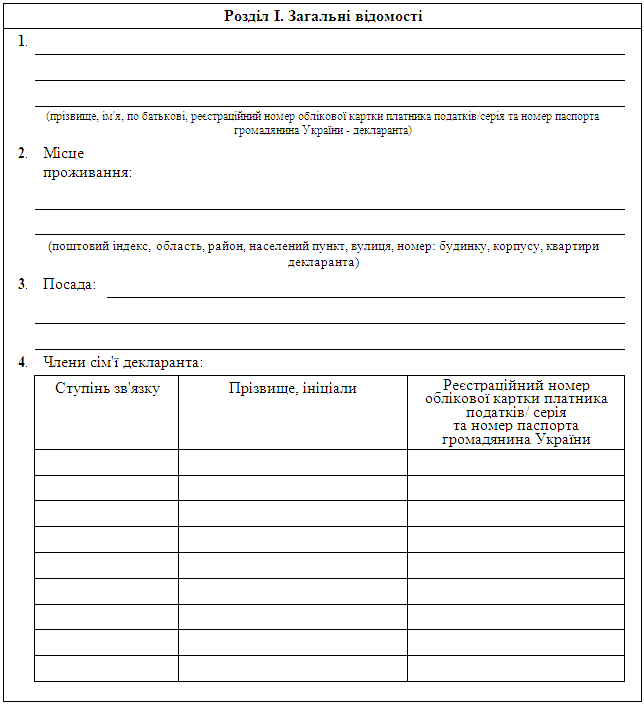 Розділ I. Загальні відомості
1.
(прізвище, ім'я, по батькові, реєстраційний номер облікової картки платника податків/серія та номер паспорта
громадянина України - декларанта)
2. Місце
проживання:
(поштовий індекс, область, район, населений пункт, вулиця, номер: будинку, корпусу, квартири
декларанта)
3. Посада:
4. Члени сім'ї декларанта:
Ступінь зв'язку
Прізвище, ініціали
Реєстраційний номер
облікової картки платника
податків/ серія
та номер паспорта
громадянина України